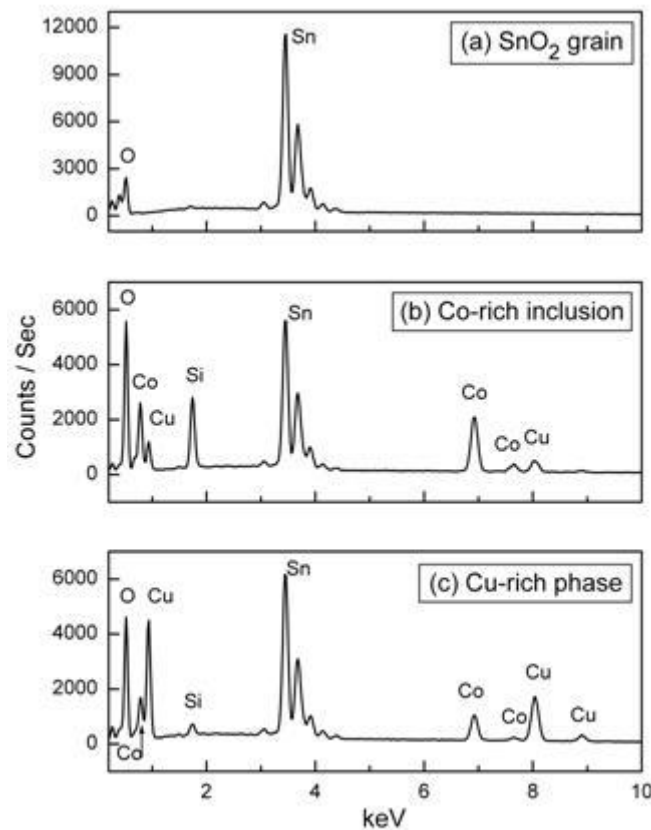 12000
9000
6000
3000
0
O
Sn
(a) SnO₂ grain
6000
4000
2000
0
O
Co
Cu
Si
Sn
Co
Co
Cu
(b) Co-rich inclusion
Counts / Sec
6000
4000
2000
0
O
Cu
Co
Si
Sn
Co
Co
Cu
Cu
(c) Cu-rich phase
2 4 6 8 10
keV